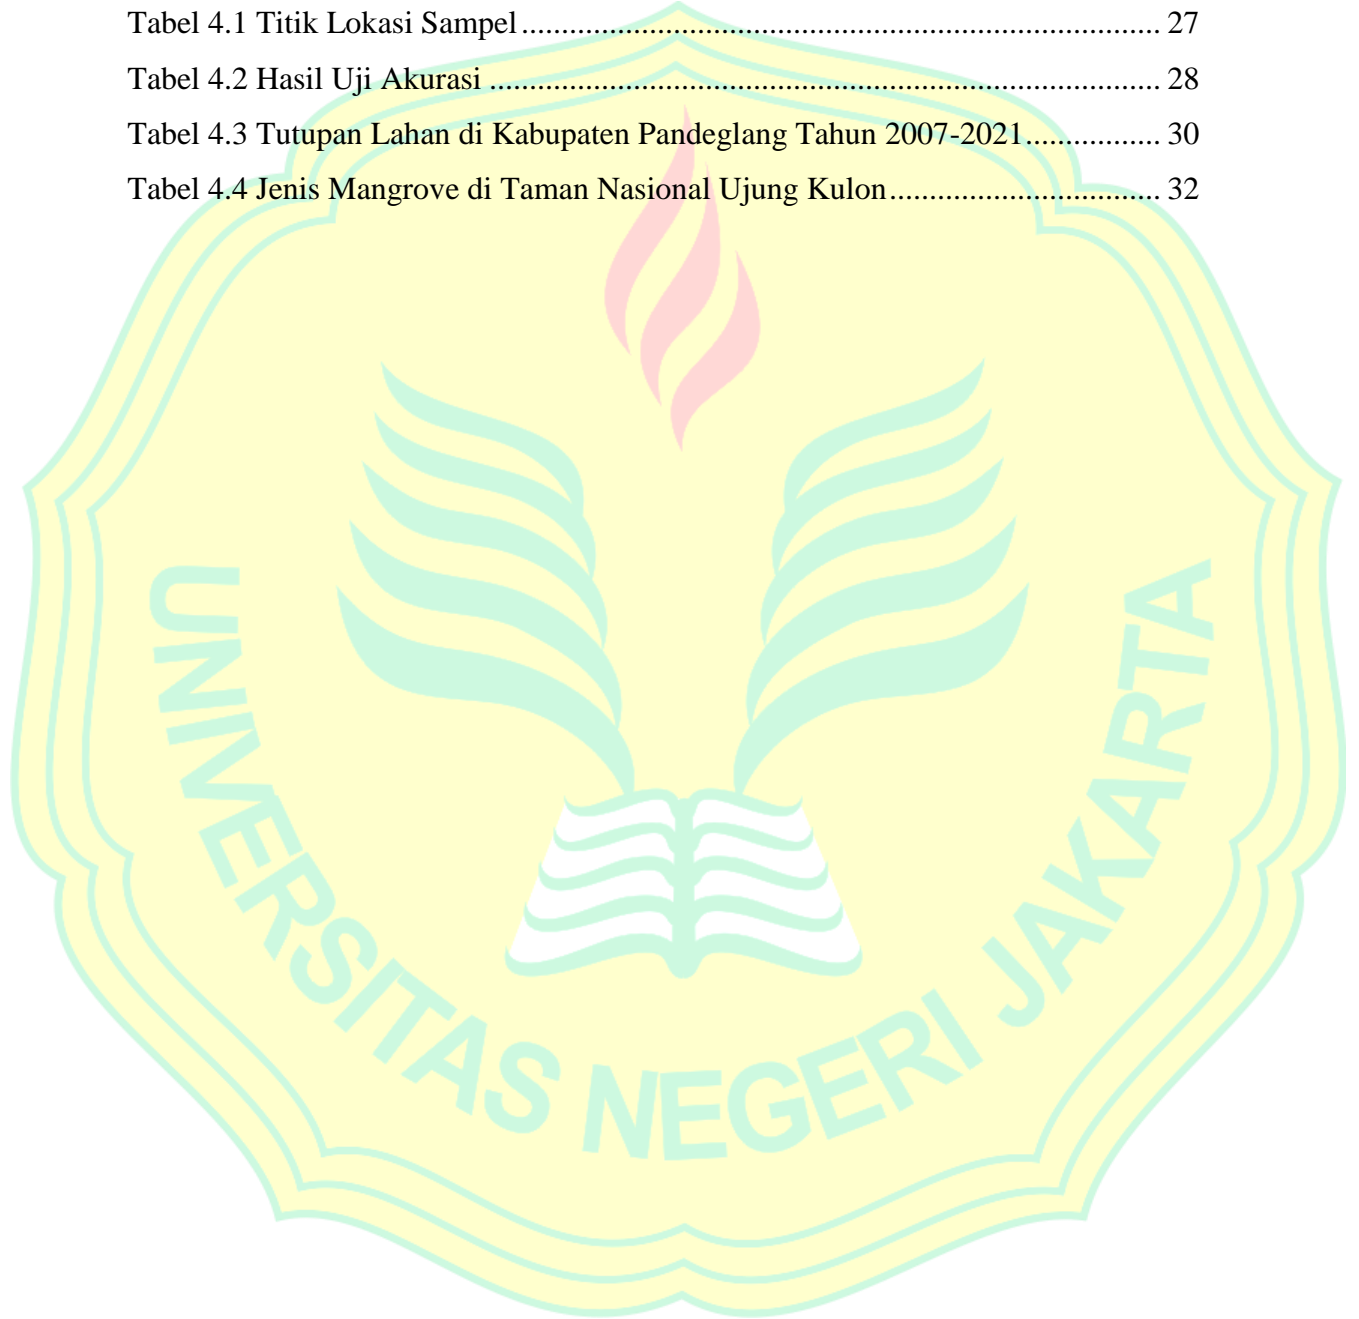 Tabel 4.1 Titik Lokasi Sampel ................................................................................ 27
Tabel 4.2 Hasil Uji Akurasi .................................................................................... 28
Tabel 4.3 Tutupan Lahan di Kabupaten Pandeglang Tahun 2007-2021................. 30
Tabel 4.4 Jenis Mangrove di Taman Nasional Ujung Kulon.................................. 32
UNIVERSITAS NEGERI JAKARTA